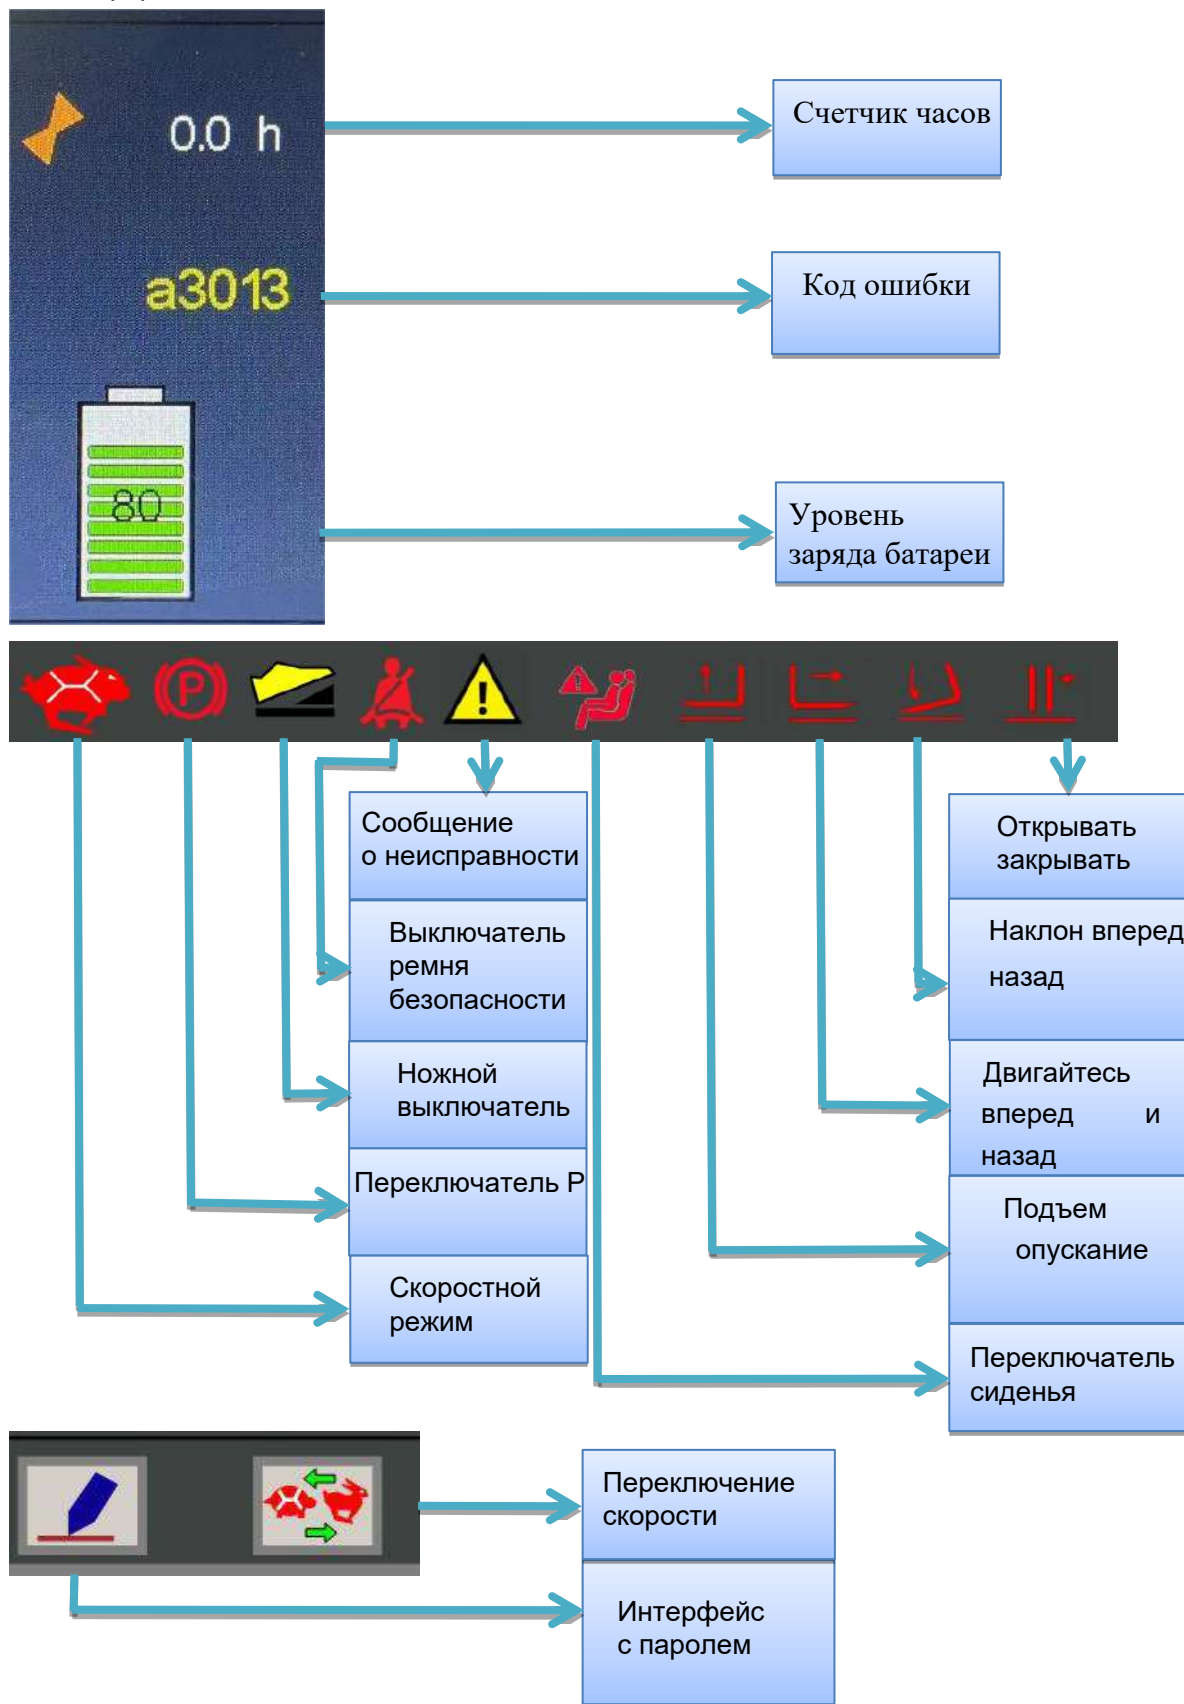 0.0 h
Счетчик часов
a3013
Код ошибки
80
Уровень
заряда батареи
P
Сообщение
о неисправности
Выключатель
ремня
безопасности
Ножной
выключатель
Переключатель Р
Скоростной
режим
Открывать
закрывать
Наклон вперед
назад
Двигайтесь
вперед и
назад
Подъем
опускание
Переключатель
сиденья
Переключение
скорости
Интерфейс
с паролем